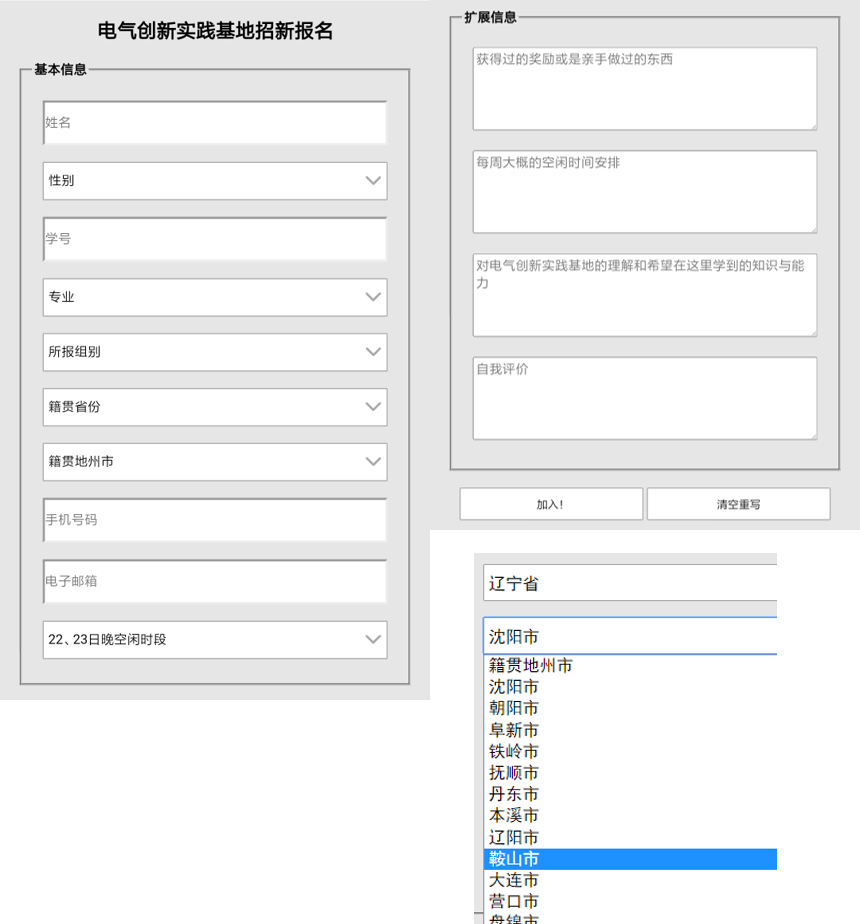 电气创新实践基地招新报名
基本信息
姓名
性别
学号
专业
所报组别
籍贯省份
籍贯地州市
手机号码
电子邮箱
22、23日晚空闲时段
扩展信息
获得过的奖励或是亲手做过的东西
每周大概的空闲时间安排
对电气创新实践基地的理解和希望在这里学到的知识与能
力
自我评价
加入！
清空重写
辽宁省
沈阳市
籍贯地州市
沈阳市
朝阳市
阜新市
铁岭市
抚顺市
丹东市
本溪市
辽阳市
鞍山市
大连市
营口市
盘锦市